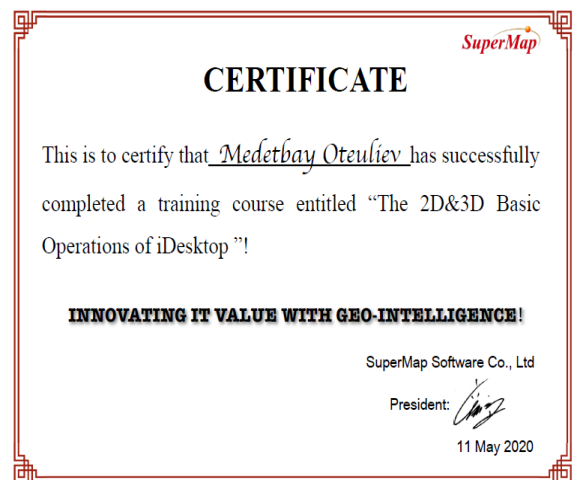 SuperMap
CERTIFICATE
This is to certify that Medetbay Oteuliev has successfully
completed a training course entitled “The 2D&3D Basic
Operations of iDesktop ”!
INNOVATING IT VALUE WITH GEO-INTELLIGENCE!
SuperMap Software Co., Ltd
President:
11 May 2020